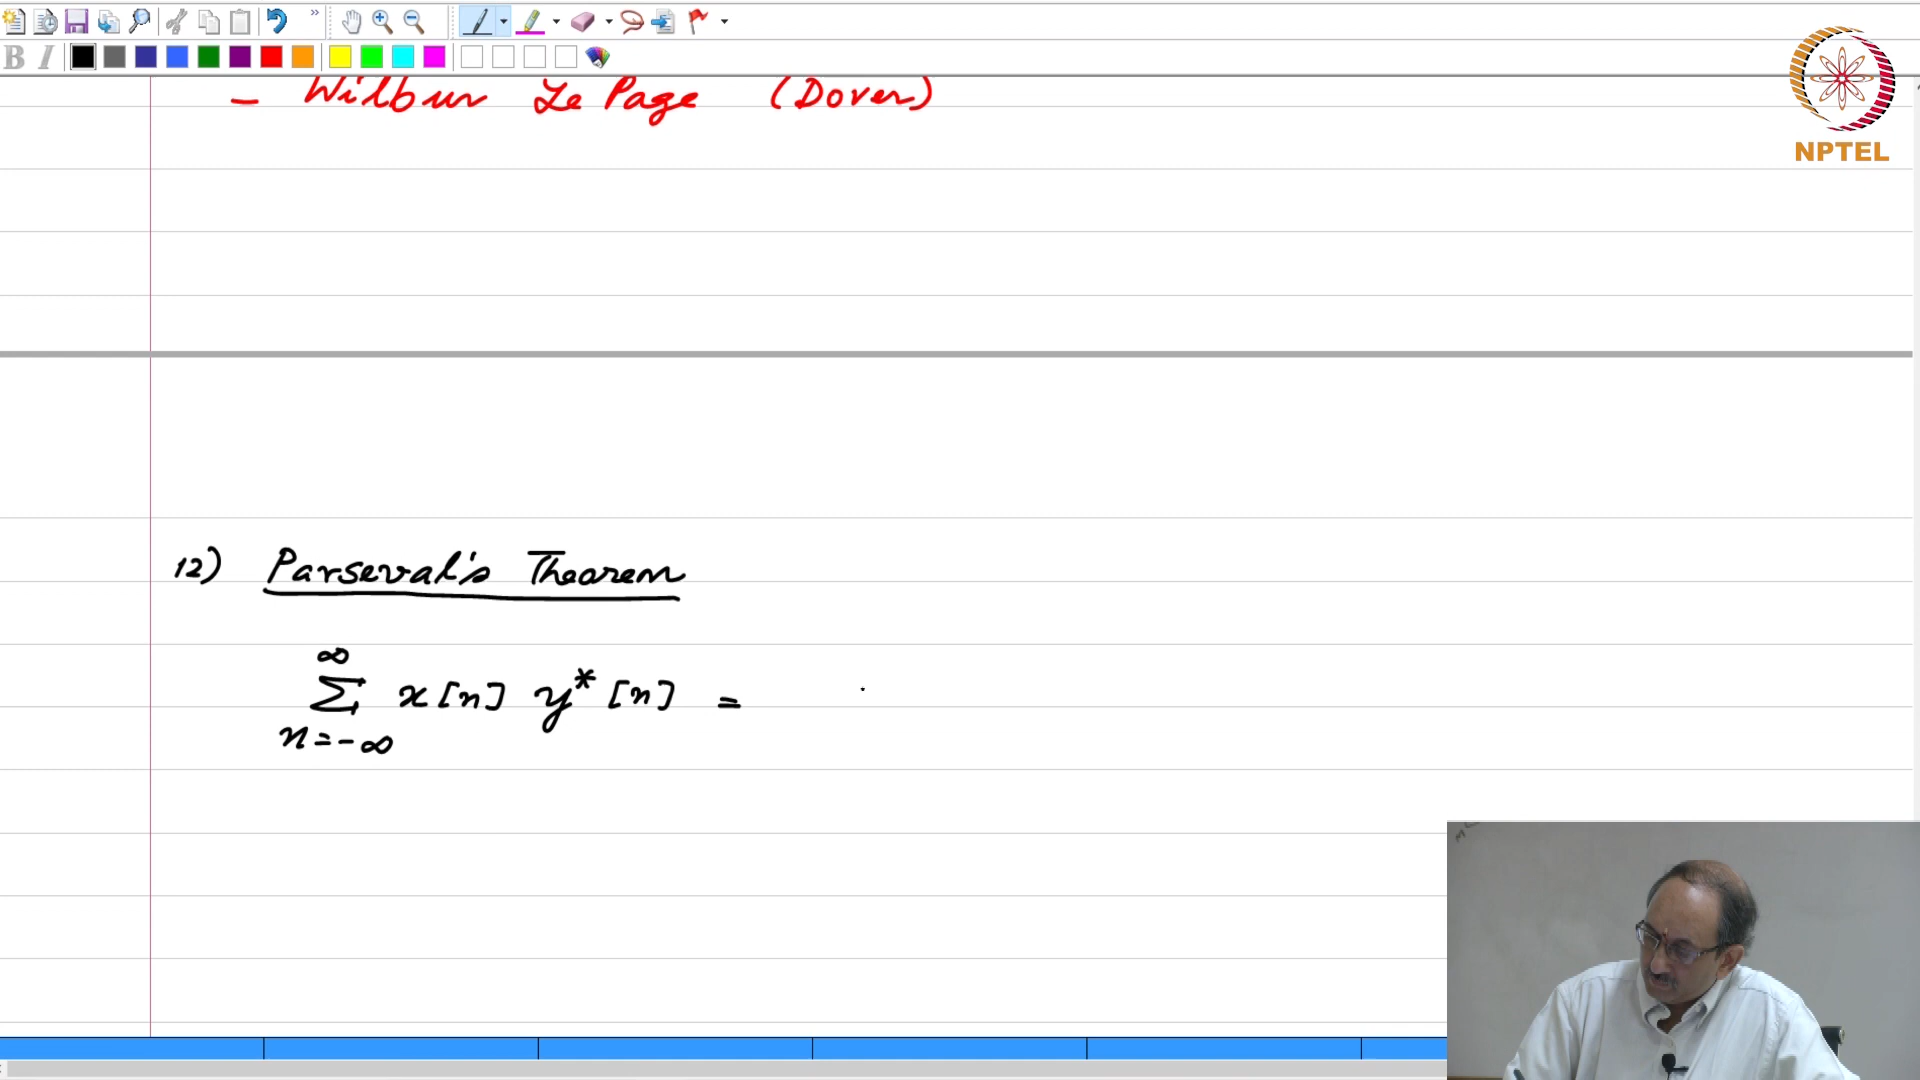 B I
NPTEL
– Wilbur Le Page (Dover)
12) Parseval's Theorem
∞
Σ x[n] y*[n] =
n=-∞